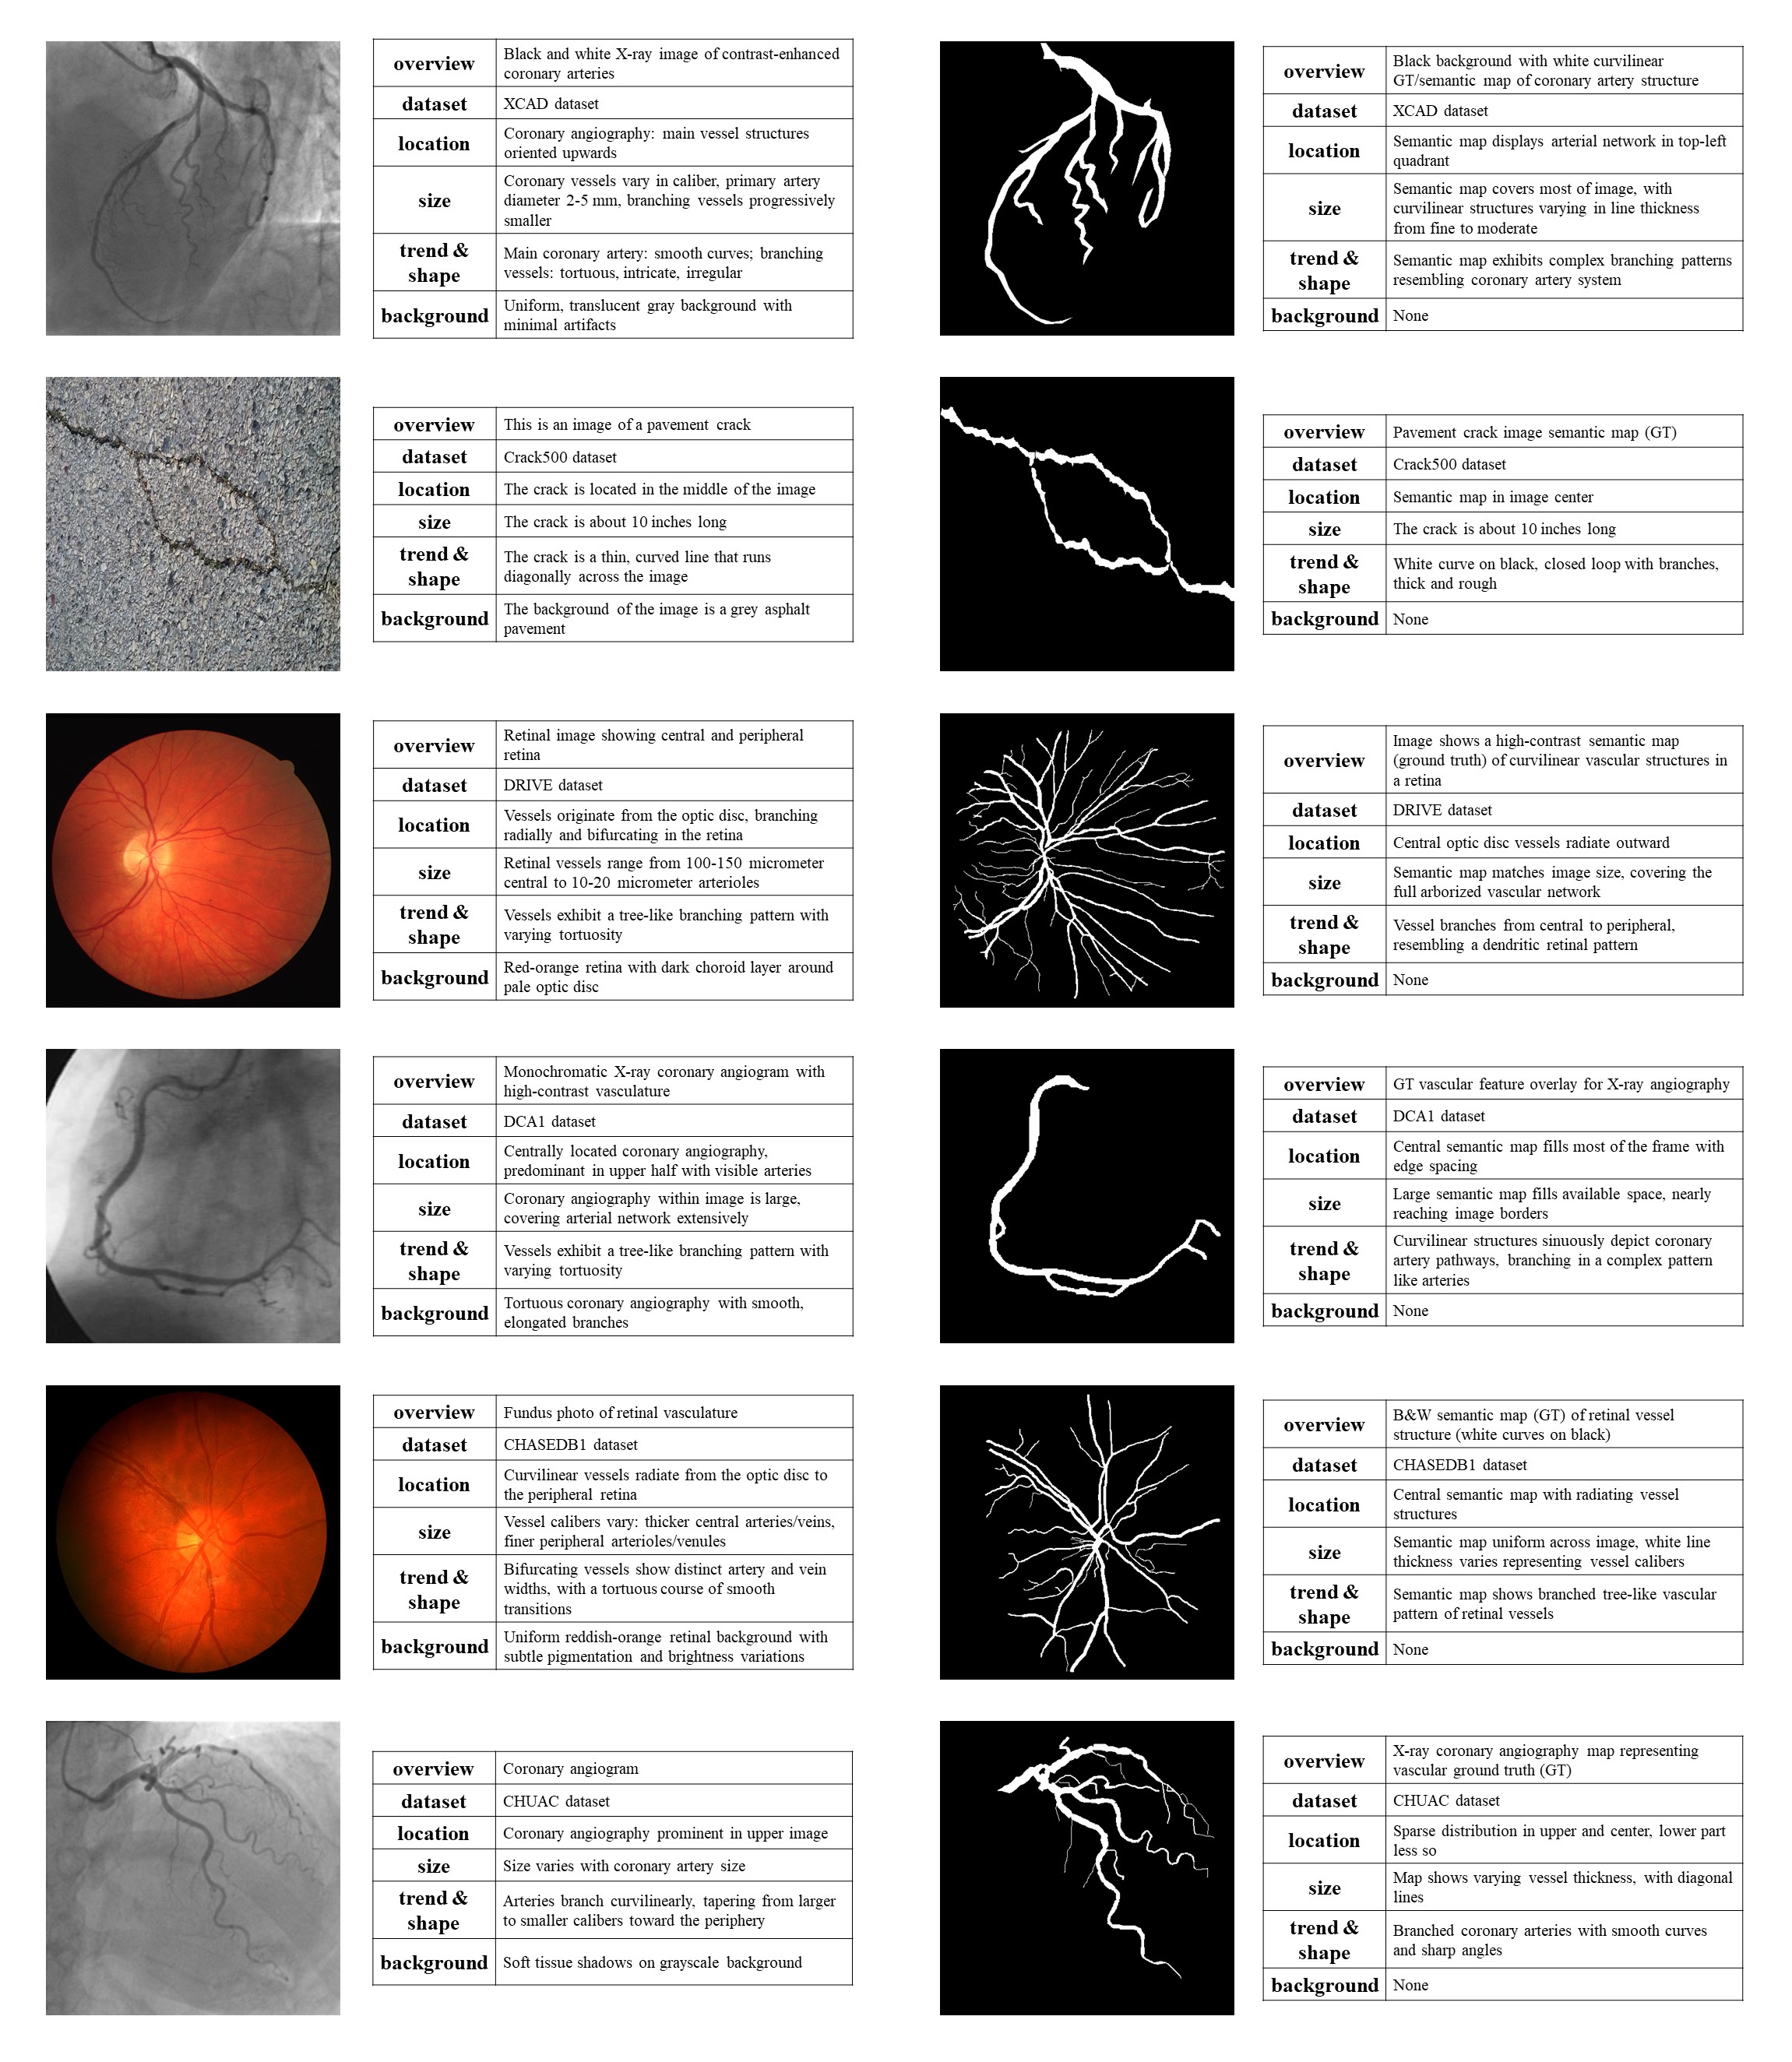 overview
Black and white X-ray image of contrast-enhanced
coronary arteries
dataset
XCAD dataset
location
Coronary angiography: main vessel structures
oriented upwards
size
Coronary vessels vary in caliber, primary artery
diameter 2-5 mm, branching vessels progressively
smaller
trend &
shape
Main coronary artery: smooth curves; branching
vessels: tortuous, intricate, irregular
background
Uniform, translucent gray background with
minimal artifacts
overview
Black background with white curvilinear
GT/semantic map of coronary artery structure
dataset
XCAD dataset
location
Semantic map displays arterial network in top-left
quadrant
size
Semantic map covers most of image, with
curvilinear structures varying in line thickness
from fine to moderate
trend &
shape
Semantic map exhibits complex branching patterns
resembling coronary artery system
background
None
overview
This is an image of a pavement crack
dataset
Crack500 dataset
location
The crack is located in the middle of the image
size
The crack is about 10 inches long
trend &
shape
The crack is a thin, curved line that runs
diagonally across the image
background
The background of the image is a grey asphalt
pavement
overview
Pavement crack image semantic map (GT)
dataset
Crack500 dataset
location
Semantic map in image center
size
The crack is about 10 inches long
trend &
shape
White curve on black, closed loop with branches,
thick and rough
background
None
overview
Retinal image showing central and peripheral
retina
dataset
DRIVE dataset
location
Vessels originate from the optic disc, branching
radially and bifurcating in the retina
size
Retinal vessels range from 100-150 micrometer
central to 10-20 micrometer arterioles
trend &
shape
Vessels exhibit a tree-like branching pattern with
varying tortuosity
background
Red-orange retina with dark choroid layer around
pale optic disc
overview
Image shows a high-contrast semantic map
(ground truth) of curvilinear vascular structures in
a retina
dataset
DRIVE dataset
location
Central optic disc vessels radiate outward
size
Semantic map matches image size, covering the
full arborized vascular network
trend &
shape
Vessel branches from central to peripheral,
resembling a dendritic retinal pattern
background
None
overview
Monochromatic X-ray coronary angiogram with
high-contrast vasculature
dataset
DCA1 dataset
location
Centrally located coronary angiography,
predominant in upper half with visible arteries
size
Coronary angiography within image is large,
covering arterial network extensively
trend &
shape
Vessels exhibit a tree-like branching pattern with
varying tortuosity
background
Tortuous coronary angiography with smooth,
elongated branches
overview
GT vascular feature overlay for X-ray angiography
dataset
DCA1 dataset
location
Central semantic map fills most of the frame with
edge spacing
size
Large semantic map fills available space, nearly
reaching image borders
trend &
shape
Curvilinear structures sinuously depict coronary
artery pathways, branching in a complex pattern
like arteries
background
None
overview
Fundus photo of retinal vasculature
dataset
CHASEDB1 dataset
location
Curvilinear vessels radiate from the optic disc to
the peripheral retina
size
Vessel calibers vary: thicker central arteries/veins,
finer peripheral arterioles/venules
trend &
shape
Bifurcating vessels show distinct artery and vein
widths, with a tortuous course of smooth
transitions
background
Uniform reddish-orange retinal background with
subtle pigmentation and brightness variations
overview
B&W semantic map (GT) of retinal vessel
structure (white curves on black)
dataset
CHASEDB1 dataset
location
Central semantic map with radiating vessel
structures
size
Semantic map uniform across image, white line
thickness varies representing vessel calibers
trend &
shape
Semantic map shows branched tree-like vascular
pattern of retinal vessels
background
None
overview
Coronary angiogram
dataset
CHUAC dataset
location
Coronary angiography prominent in upper image
size
Size varies with coronary artery size
trend &
shape
Arteries branch curvilinearly, tapering from larger
to smaller calibers toward the periphery
background
Soft tissue shadows on grayscale background
overview
X-ray coronary angiography map representing
vascular ground truth (GT)
dataset
CHUAC dataset
location
Sparse distribution in upper and center, lower part
less so
size
Map shows varying vessel thickness, with diagonal
lines
trend &
shape
Branched coronary arteries with smooth curves
and sharp angles
background
None